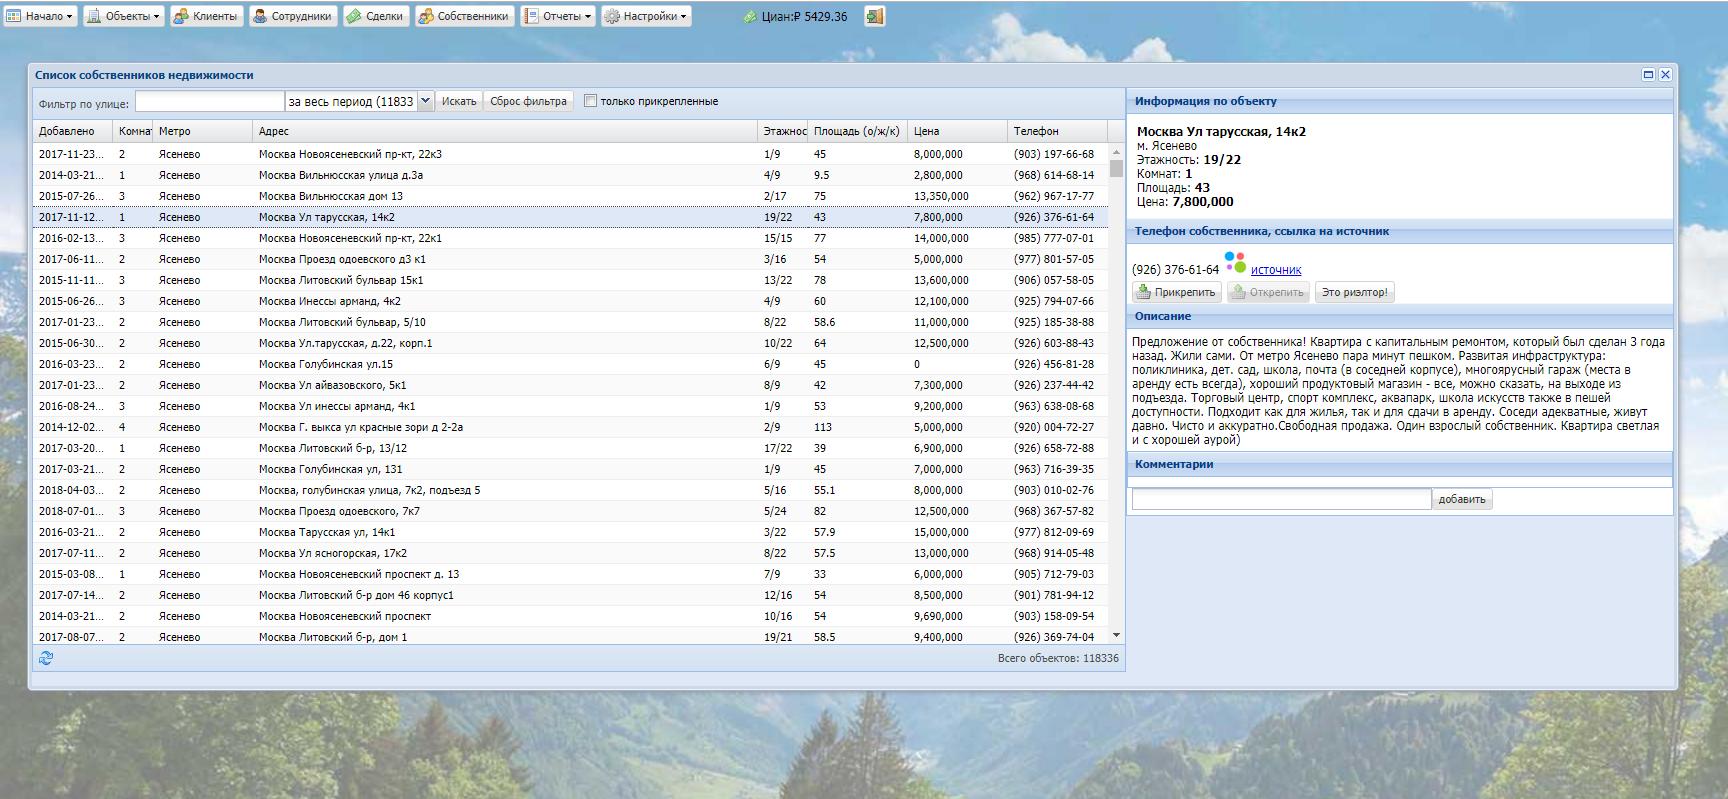 Начало Объекты Клиенты Сотрудники Сделки Собственники Отчеты Настройки Циан:₽ 5429.36
Список собственников недвижимости
Фильтр по улице: за весь период (11833 Искать Сброс фильтра только прикрепленные
Добавлено Комнат Метро Адрес Этажнос Площадь (о/ж/к) Цена Телефон
2017-11-23... 2 Ясенево Москва Новоясеневский пр-кт, 22к3 1/9 45 8,000,000 (903) 197-66-68
2014-03-21... 1 Ясенево Москва Вильнюсская улица д.3а 4/9 9.5 2,800,000 (968) 614-68-14
2015-07-26... 3 Ясенево Москва Вильнюсская дом 13 2/17 75 13,350,000 (962) 967-17-77
2017-11-12... 1 Ясенево Москва Ул тарусская, 14к2 19/22 43 7,800,000 (926) 376-61-64
2016-02-13... 3 Ясенево Москва Новоясеневский пр-кт, 22к1 15/15 77 14,000,000 (985) 777-07-01
2017-06-11... 2 Ясенево Москва Проезд одоевского д3 к1 3/16 54 5,000,000 (977) 801-57-05
2015-11-11... 3 Ясенево Москва Литовский бульвар 15к1 13/22 78 13,600,000 (906) 057-58-05
2015-06-26... 3 Ясенево Москва Инессы арманд, 4к2 4/9 60 12,100,000 (925) 794-07-66
2017-01-23... 2 Ясенево Москва Литовский бульвар, 5/10 8/22 58.6 11,000,000 (925) 185-38-88
2015-06-30... 2 Ясенево Москва Ул.тарусская, д.22, корп.1 10/22 64 12,500,000 (926) 603-88-43
2016-03-23... 2 Ясенево Москва Голубинская ул.15 6/9 45 0 (926) 456-81-28
2017-01-23... 2 Ясенево Москва Ул айвазовского, 5к1 8/9 42 7,300,000 (926) 237-44-42
2016-08-24... 3 Ясенево Москва Ул инессы арманд, 4к1 1/9 53 9,200,000 (963) 638-08-68
2014-12-02... 4 Ясенево Москва Г. выкса ул красные зори д 2-2а 2/9 113 5,000,000 (920) 004-72-27
2017-03-20... 1 Ясенево Москва Литовский б-р, 13/12 17/22 39 6,900,000 (926) 658-72-88
2017-03-21... 2 Ясенево Москва Голубинская ул, 131 1/9 45 7,000,000 (963) 716-39-35
2018-04-03... 2 Ясенево Москва, голубинская улица, 7к2, подъезд 5 5/16 55.1 8,000,000 (903) 010-02-76
2018-07-01... 3 Ясенево Москва Проезд одоевского, 7к7 5/24 82 12,500,000 (968) 367-57-82
2016-03-21... 2 Ясенево Москва Тарусская ул, 14к1 3/22 57.9 15,000,000 (977) 812-09-69
2017-07-11... 2 Ясенево Москва Ул ясногорская, 17к2 8/22 57.5 13,000,000 (968) 914-05-48
2015-03-08... 1 Ясенево Москва Новоясеневский проспект д. 13 7/9 33 6,000,000 (905) 712-79-03
2017-07-14... 2 Ясенево Москва Литовский б-р дом 46 корпус1 12/16 54 8,500,000 (901) 781-94-12
2014-03-21... 2 Ясенево Москва Новоясеневский проспект 10/16 54 9,690,000 (903) 158-09-54
2017-08-07... 2 Ясенево Москва Литовский б-р, дом 1 19/21 58.5 9,400,000 (926) 369-74-04
Всего объектов: 118336
Информация по объекту
Москва Ул тарусская, 14к2
м. Ясенево
Этажность: 19/22
Комнат: 1
Площадь: 43
Цена: 7,800,000
Телефон собственника, ссылка на источник
(926) 376-61-64 источник
Прикрепить Открепить Это риэлтор!
Описание
Предложение от собственника! Квартира с капитальным ремонтом, который был сделан 3 года
назад. Жили сами. От метро Ясенево пара минут пешком. Развитая инфраструктура:
поликлиника, дет. сад, школа, почта (в соседней корпусе), многоярусный гараж (места в
аренду есть всегда), хороший продуктовый магазин - все, можно сказать, на выходе из
подъезда. Торговый центр, спорт комплекс, аквапарк, школа искусств также в пешей
доступности. Подходит как для жилья, так и для сдачи в аренду. Соседи адекватные, живут
давно. Чисто и аккуратно.Свободная продажа. Один взрослый собственник. Квартира светлая
и с хорошей аурой)
Комментарии
добавить